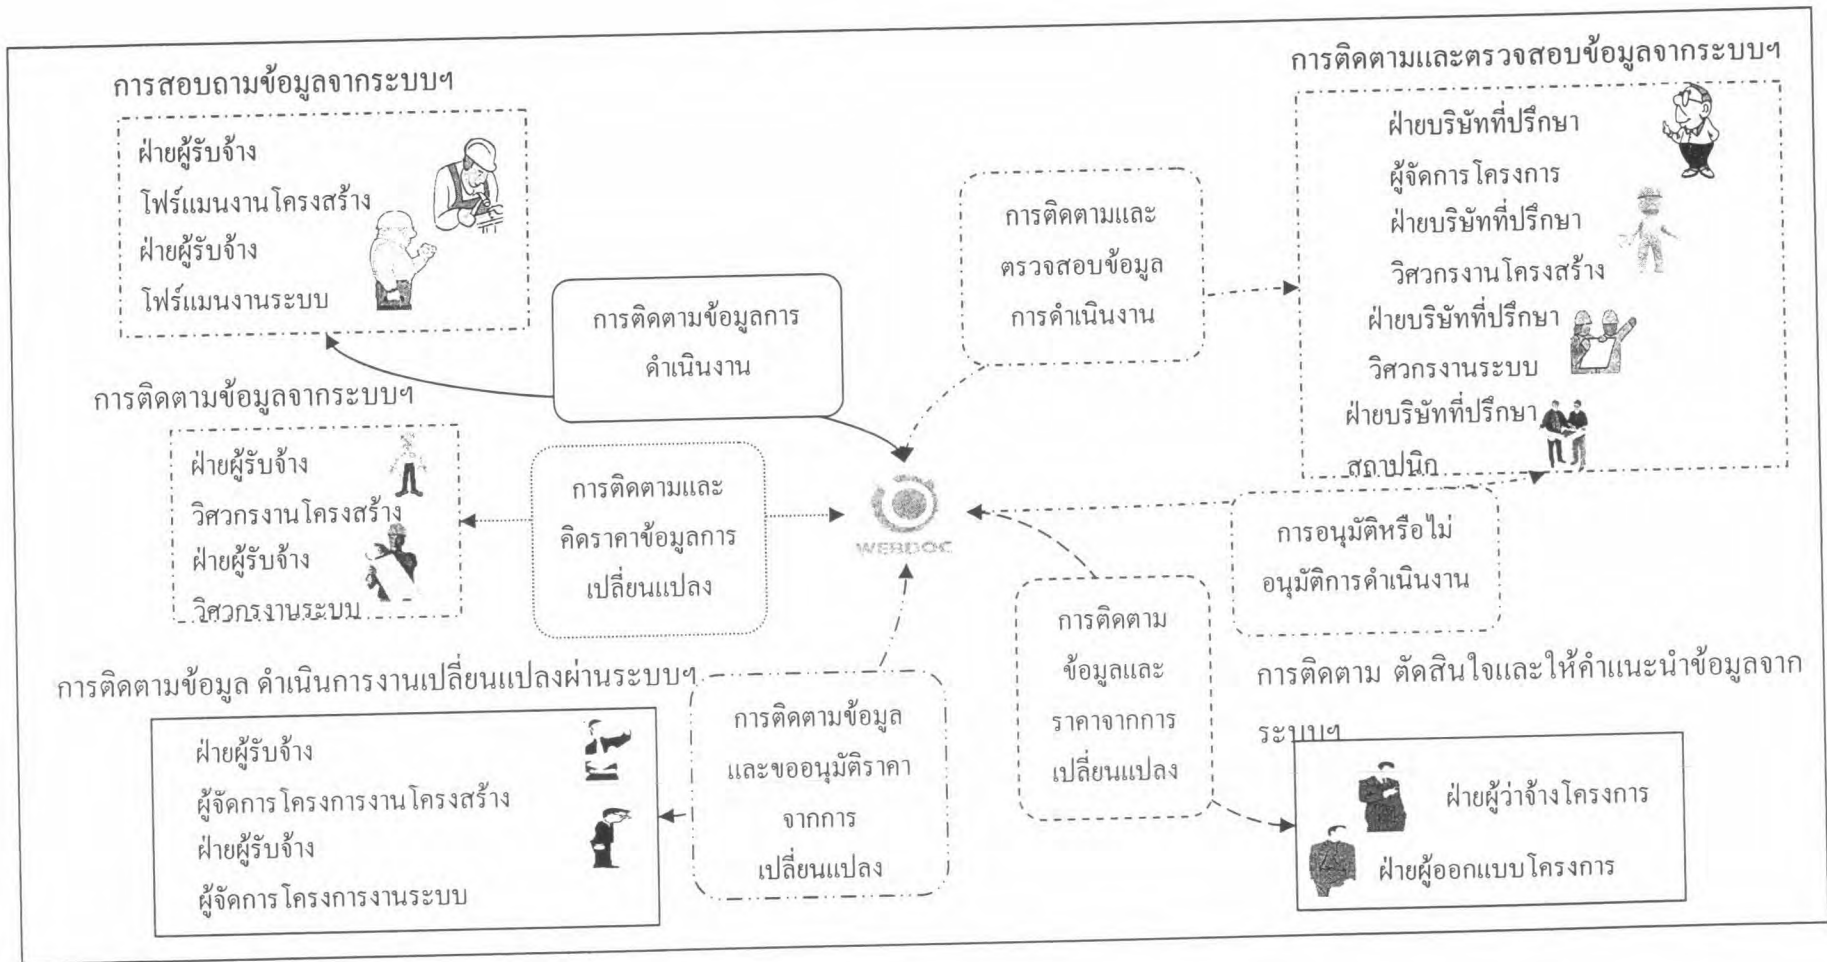 การสอบถามข้อมูลจากระบบฯ
ฝ่ายผู้รับจ้าง
โฟร์แมนงานโครงสร้าง
ฝ่ายผู้รับจ้าง
โฟร์แมนงานระบบ
การติดตามข้อมูลการ
ดำเนินงาน
การติดตามและ
ตรวจสอบข้อมูล
การดำเนินงาน
การติดตามและตรวจสอบข้อมูลจากระบบฯ
ฝ่ายบริษัทที่ปรึกษา
ผู้จัดการโครงการ
ฝ่ายบริษัทที่ปรึกษา
วิศวกรงานโครงสร้าง
ฝ่ายบริษัทที่ปรึกษา
วิศวกรงานระบบ
ฝ่ายบริษัทที่ปรึกษา
สถาปนิก
การติดตามข้อมูลจากระบบฯ
ฝ่ายผู้รับจ้าง
วิศวกรงานโครงสร้าง
ฝ่ายผู้รับจ้าง
วิศวกรงานระบบ
การติดตามและ
คิดราคาข้อมูลการ
เปลี่ยนแปลง
WEBDOC
การอนุมัติหรือไม่
อนุมัติการดำเนินงาน
การติดตาม
ข้อมูลและ
ราคาจากการ
เปลี่ยนแปลง
การติดตามข้อมูล ดำเนินการงานเปลี่ยนแปลงผ่านระบบฯ
ฝ่ายผู้รับจ้าง
ผู้จัดการโครงการงานโครงสร้าง
ฝ่ายผู้รับจ้าง
ผู้จัดการโครงการงานระบบ
การติดตามข้อมูล
และขออนุมัติราคา
จากการ
เปลี่ยนแปลง
การติดตาม ตัดสินใจและให้คำแนะนำข้อมูลจาก
ระบบฯ
ฝ่ายผู้ว่าจ้างโครงการ
ฝ่ายผู้ออกแบบโครงการ